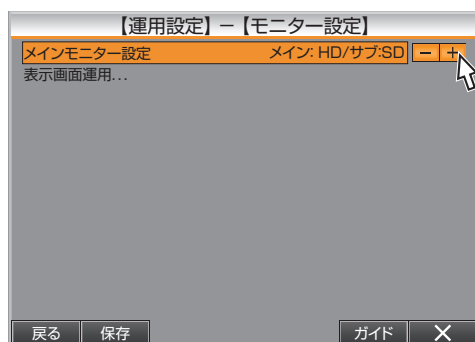 【運用設定】－【モニター設定】
メインモニター設定 メイン: HD/サブ:SD － ＋
表示画面運用...
戻る 保存 ガイド ✕